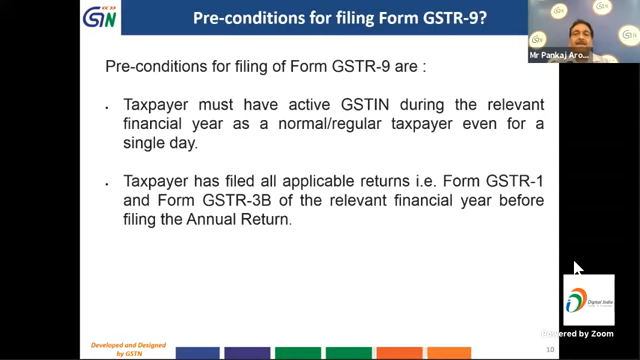 Pre-conditions for filing Form GSTR-9?
Mr Pankaj Aro...
Pre-conditions for filing of Form GSTR-9 are :
• Taxpayer must have active GSTIN during the relevant
financial year as a normal/regular taxpayer even for a
single day.
• Taxpayer has filed all applicable returns i.e. Form GSTR-1
and Form GSTR-3B of the relevant financial year before
filing the Annual Return.
Digital India
Powered by Zoom
Developed and Designed
by GSTN
10